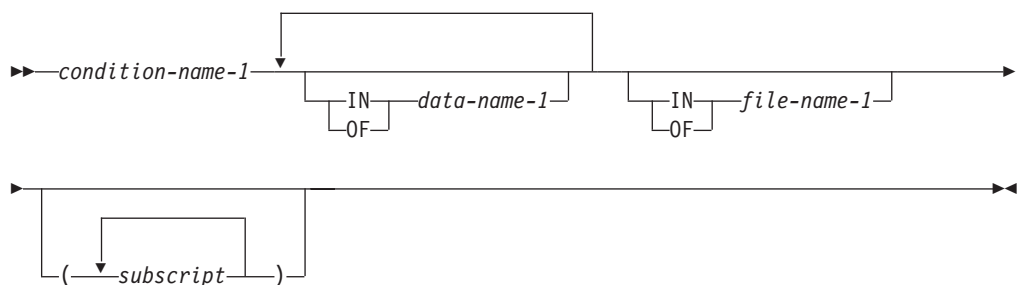 condition-name-1 IN data-name-1 IN file-name-1
OF OF
( subscript )